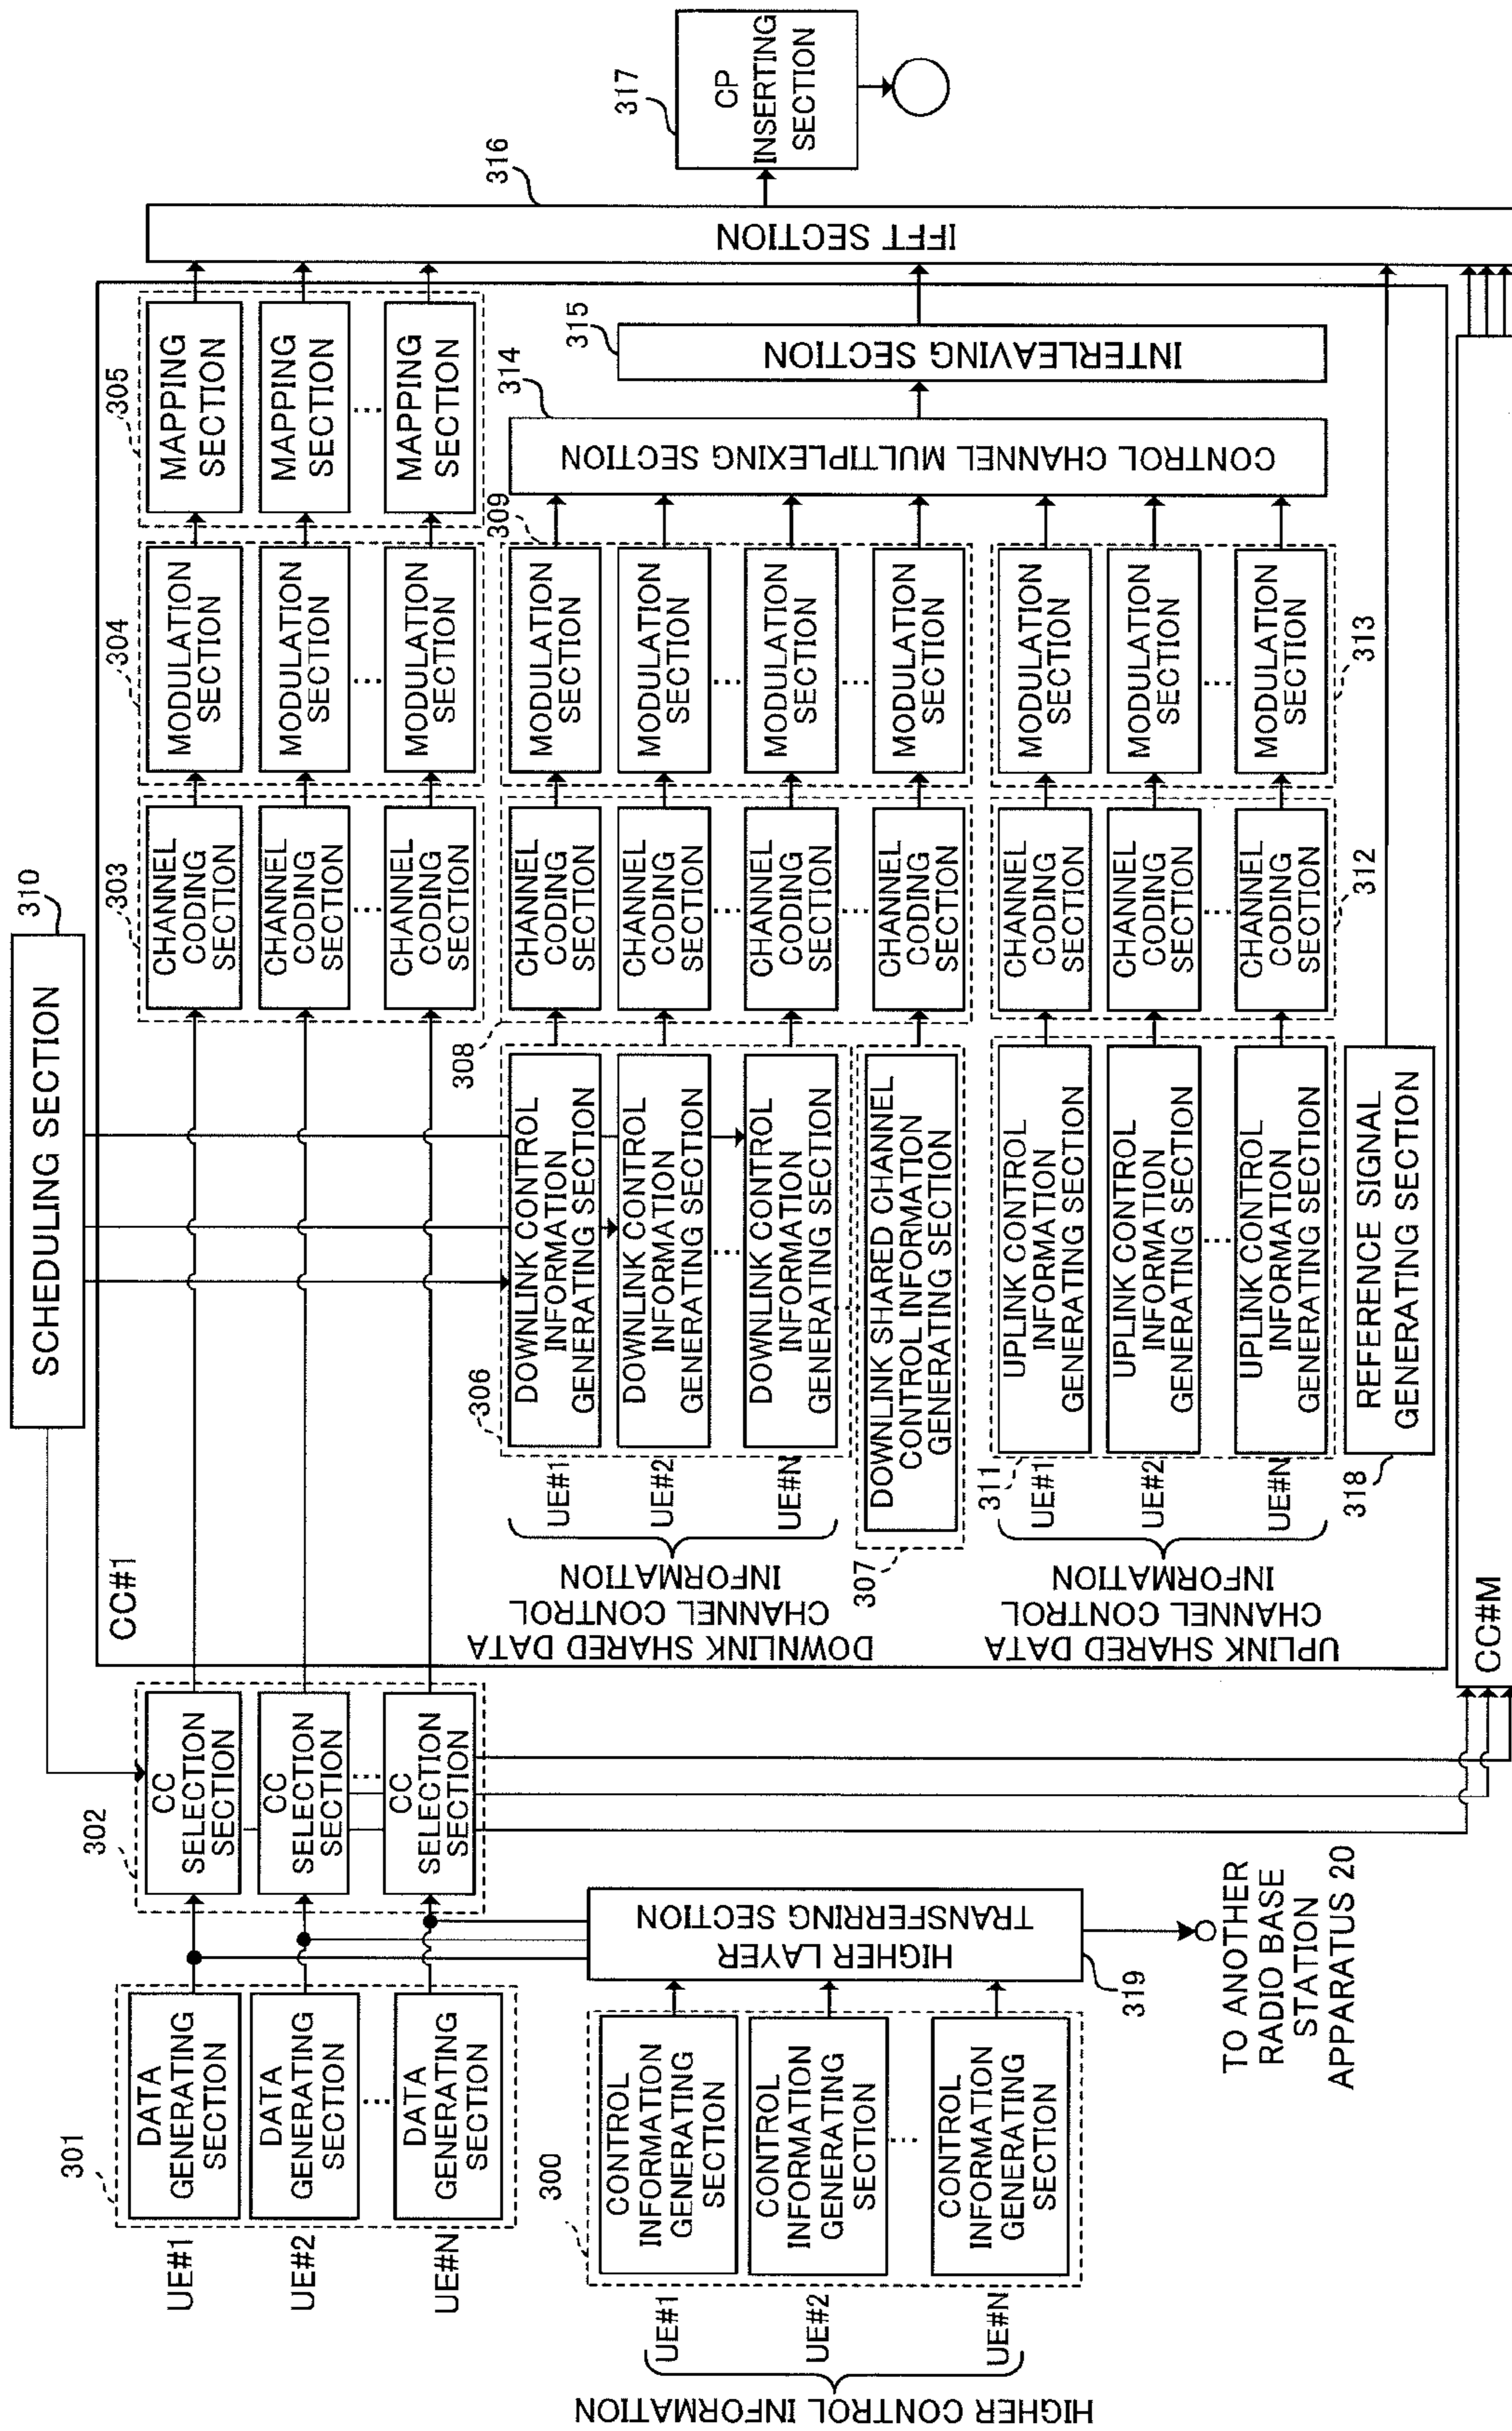 310
SCHEDULING SECTION
301
UE#1
DATA
GENERATING
SECTION
UE#2
DATA
GENERATING
SECTION
...
UE#N
DATA
GENERATING
SECTION
302
CC
SELECTION
SECTION
CC
SELECTION
SECTION
...
CC
SELECTION
SECTION
CC#1
303
CHANNEL
CODING
SECTION
CHANNEL
CODING
SECTION
...
CHANNEL
CODING
SECTION
304
MODULATION
SECTION
MODULATION
SECTION
...
MODULATION
SECTION
305
MAPPING
SECTION
MAPPING
SECTION
...
MAPPING
SECTION
316
IFFT SECTION
317
CP
INSERTING
SECTION
HIGHER CONTROL INFORMATION
300
UE#1
CONTROL
INFORMATION
GENERATING
SECTION
UE#2
CONTROL
INFORMATION
GENERATING
SECTION
...
UE#N
CONTROL
INFORMATION
GENERATING
SECTION
HIGHER LAYER
TRANSFERRING SECTION
319
TO ANOTHER
RADIO BASE
STATION
APPARATUS 20
DOWNLINK SHARED DATA
CHANNEL CONTROL
INFORMATION
306
UE#1
DOWNLINK CONTROL
INFORMATION
GENERATING SECTION
UE#2
DOWNLINK CONTROL
INFORMATION
GENERATING SECTION
...
UE#N
DOWNLINK CONTROL
INFORMATION
GENERATING SECTION
307
DOWNLINK SHARED CHANNEL
CONTROL INFORMATION
GENERATING SECTION
308
CHANNEL
CODING
SECTION
CHANNEL
CODING
SECTION
...
CHANNEL
CODING
SECTION
...
CHANNEL
CODING
SECTION
309
MODULATION
SECTION
MODULATION
SECTION
...
MODULATION
SECTION
...
MODULATION
SECTION
314
CONTROL CHANNEL MULTIPLEXING SECTION
315
INTERLEAVING SECTION
UPLINK SHARED DATA
CHANNEL CONTROL
INFORMATION
311
UE#1
UPLINK CONTROL
INFORMATION
GENERATING SECTION
UE#2
UPLINK CONTROL
INFORMATION
GENERATING SECTION
...
UE#N
UPLINK CONTROL
INFORMATION
GENERATING SECTION
CHANNEL
CODING
SECTION
CHANNEL
CODING
SECTION
...
CHANNEL
CODING
SECTION
312
MODULATION
SECTION
MODULATION
SECTION
...
MODULATION
SECTION
313
318
REFERENCE SIGNAL
GENERATING SECTION
CC#M